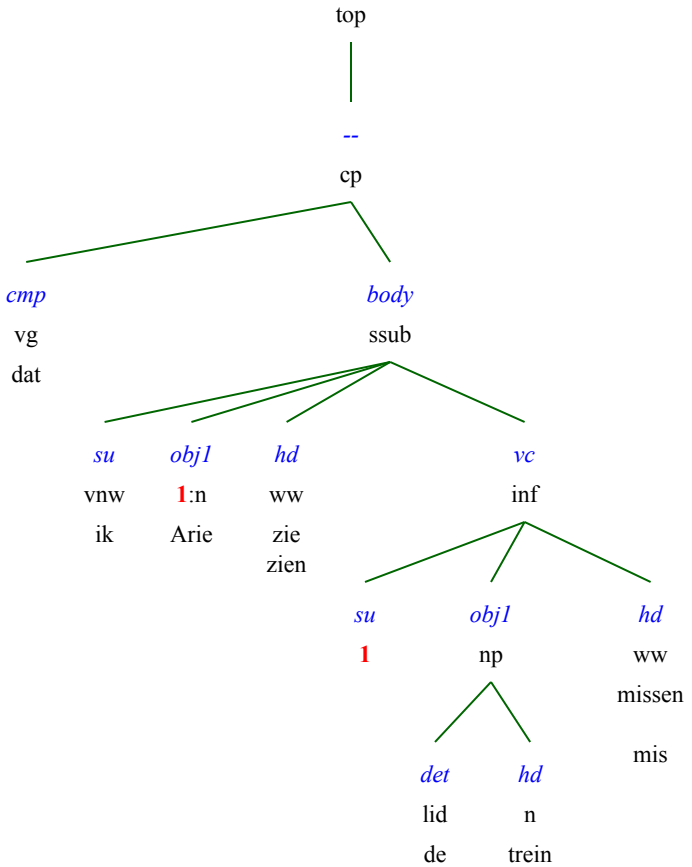 top
--
cp
cmp body
vg ssub
dat
su obj1 hd vc
vnw 1:n ww inf
ik Arie zie
zien
su obj1 hd
1 np ww
missen
mis
det hd
lid n
de trein